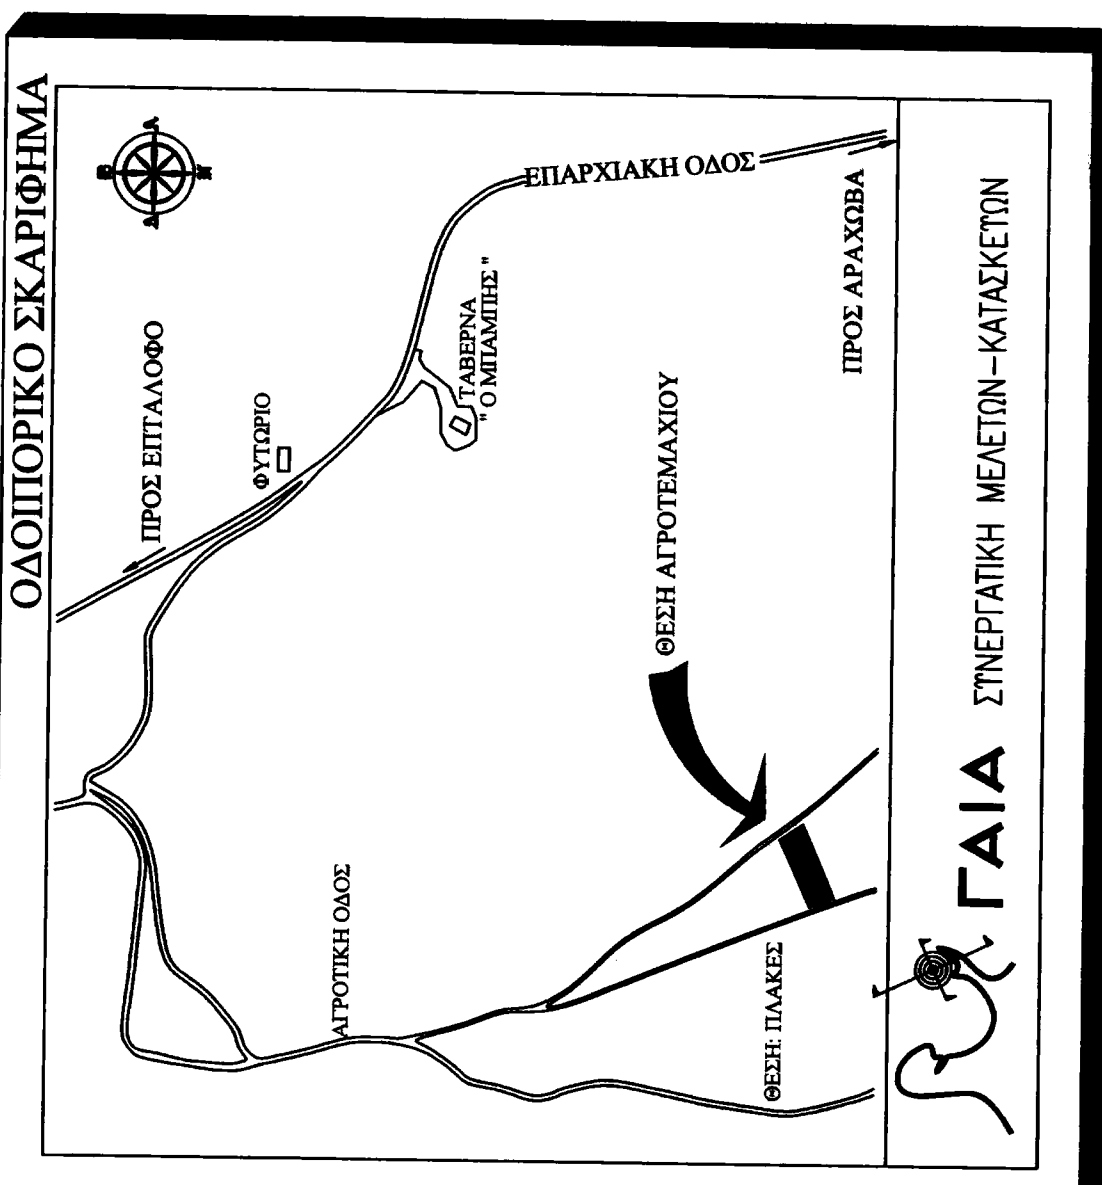 ΟΔΟΙΠΟΡΙΚΟ ΣΚΑΡΙΦΗΜΑ
Α
Β
Ν
Δ
ΠΡΟΣ ΕΠΤΑΛΟΦΟ
ΦΥΤΩΡΙΟ
ΤΑΒΕΡΝΑ
" Ο ΜΠΑΜΠΗΣ "
ΕΠΑΡΧΙΑΚΗ ΟΔΟΣ
ΠΡΟΣ ΑΡΑΧΩΒΑ
ΘΕΣΗ ΑΓΡΟΤΕΜΑΧΙΟΥ
ΑΓΡΟΤΙΚΗ ΟΔΟΣ
ΘΕΣΗ: ΠΛΑΚΕΣ
ΓΑΙΑ ΣΥΝΕΡΓΑΤΙΚΗ ΜΕΛΕΤΩΝ-ΚΑΤΑΣΚΕΥΩΝ